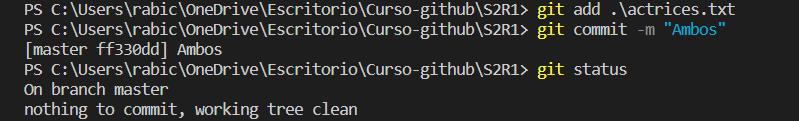 PS C:\Users\rabic\OneDrive\Escritorio\Curso-github\S2R1> git add .\actrices.txt
PS C:\Users\rabic\OneDrive\Escritorio\Curso-github\S2R1> git commit -m "Ambos"
[master ff330dd] Ambos
PS C:\Users\rabic\OneDrive\Escritorio\Curso-github\S2R1> git status
On branch master
nothing to commit, working tree clean